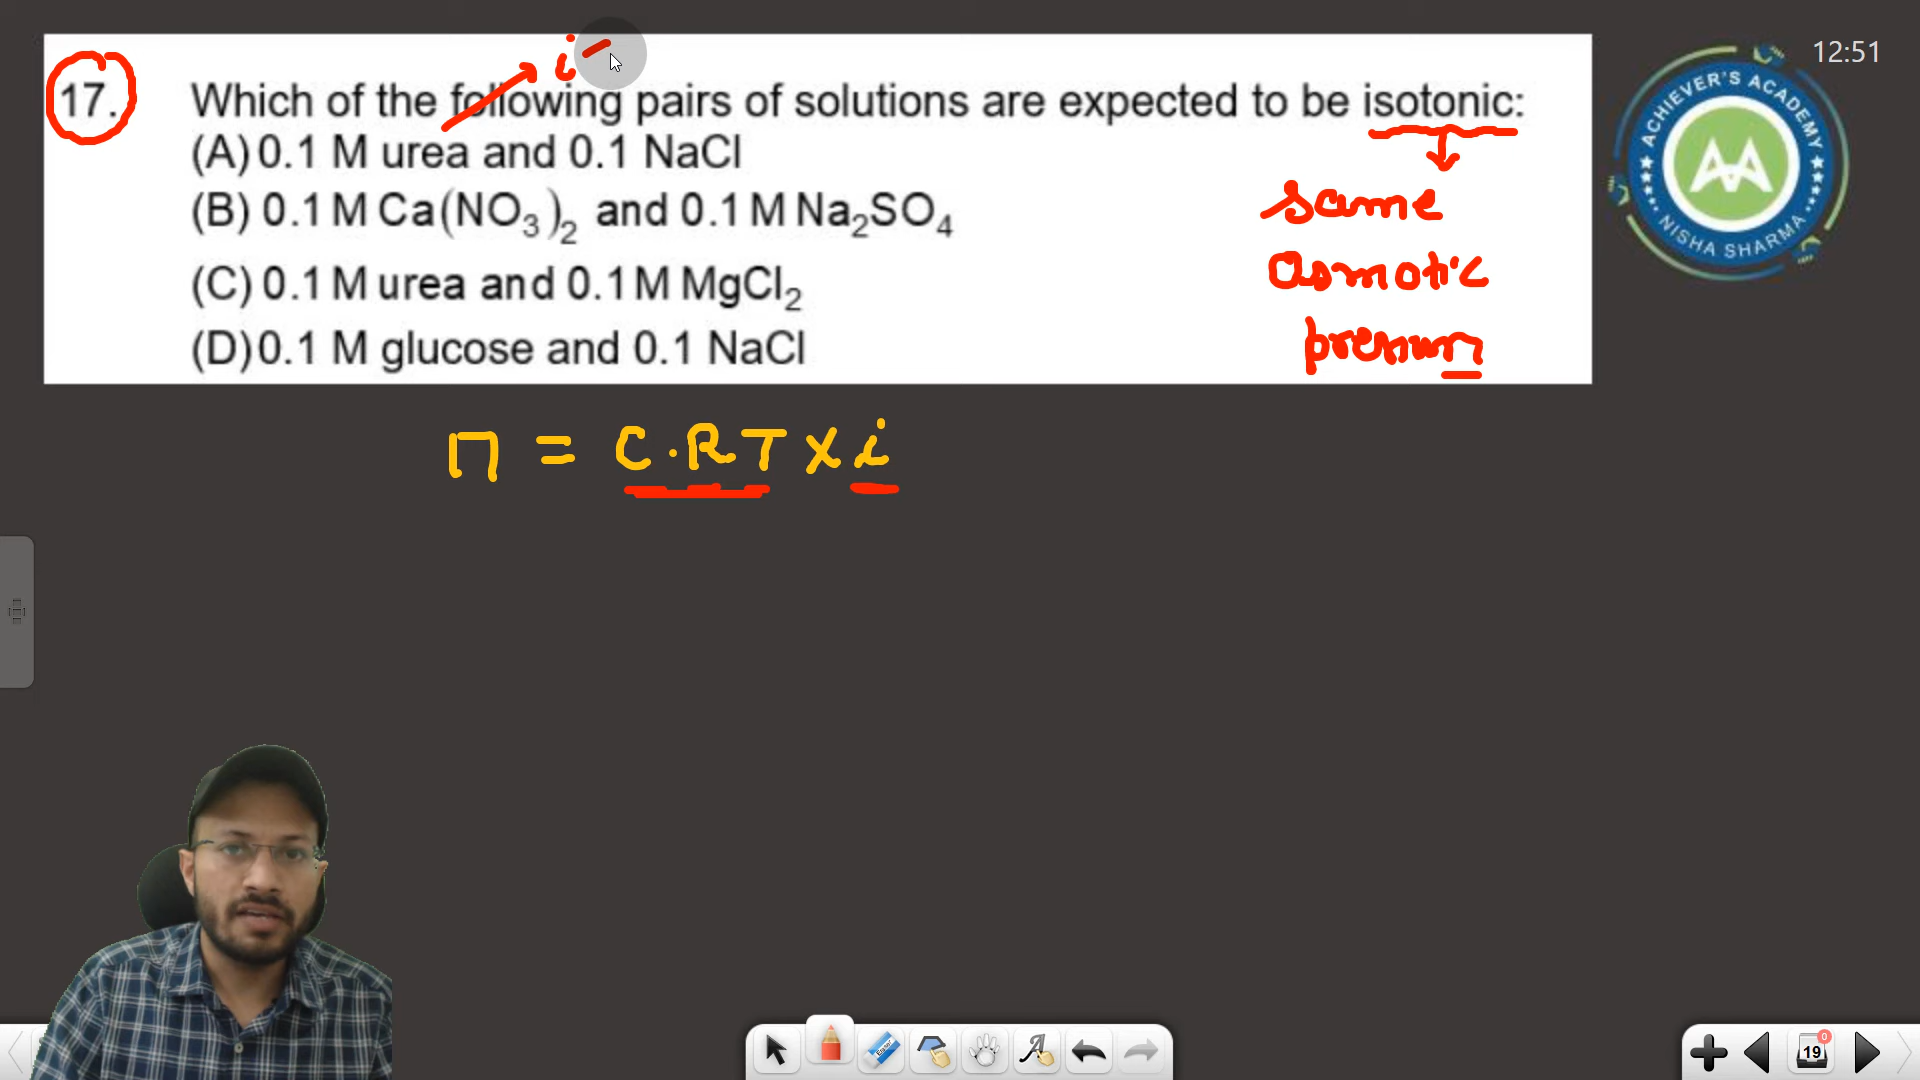 12:51
i
17. Which of the following pairs of solutions are expected to be isotonic:
(A) 0.1 M urea and 0.1 NaCl
(B) 0.1 M Ca(NO3)2 and 0.1 M Na2SO4
(C) 0.1 M urea and 0.1 M MgCl2
(D) 0.1 M glucose and 0.1 NaCl
same
osmotic
ACHIEVER'S ACADEMY
NISHA SHARMA
π = C·RT × i
Eraser
A
19
0